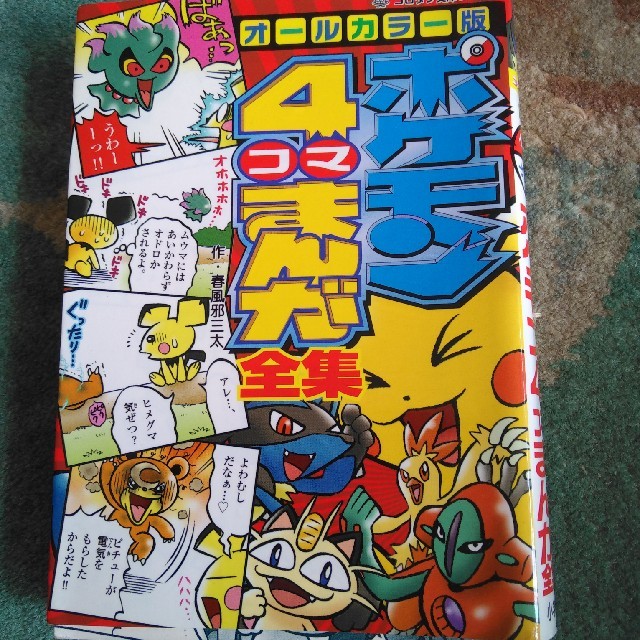 オールカラー版
ポケモン
4コマまんが
全集
作・春風邪三太
ばぁっ…
うわーーっ!!
オホホホホ
ドキ
ドキ
ドキ
ドキ
ムウマには
あいかわらず
オドロか
されるよ。
ぐったり…
アレ…、
ヒメグマ
気ぜつ?
よわむし
だなぁ…♡
ピチューが
電気を
もらした
からだよ!!
ハハハ…